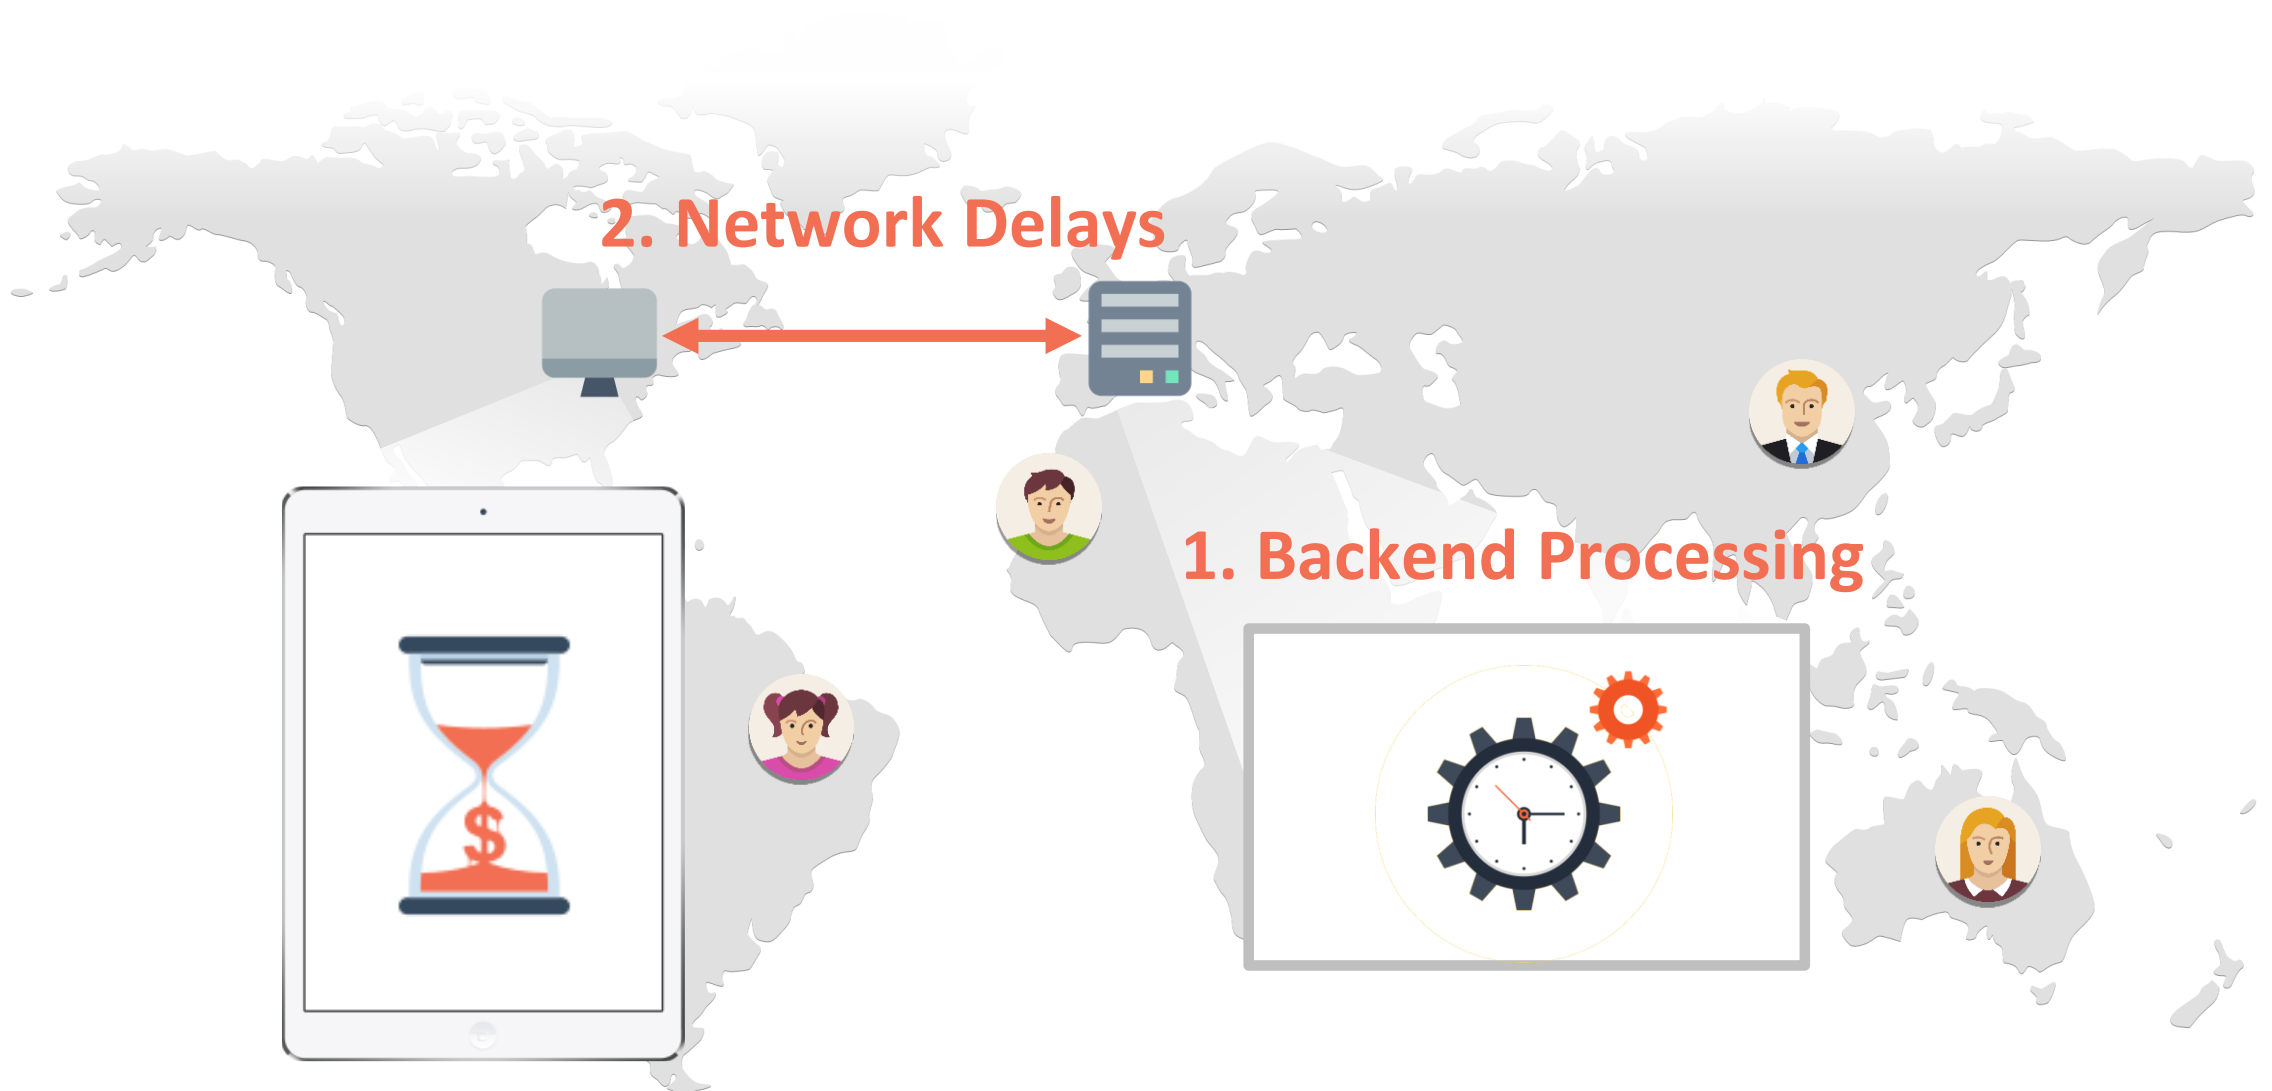 2. Network Delays
1. Backend Processing
$